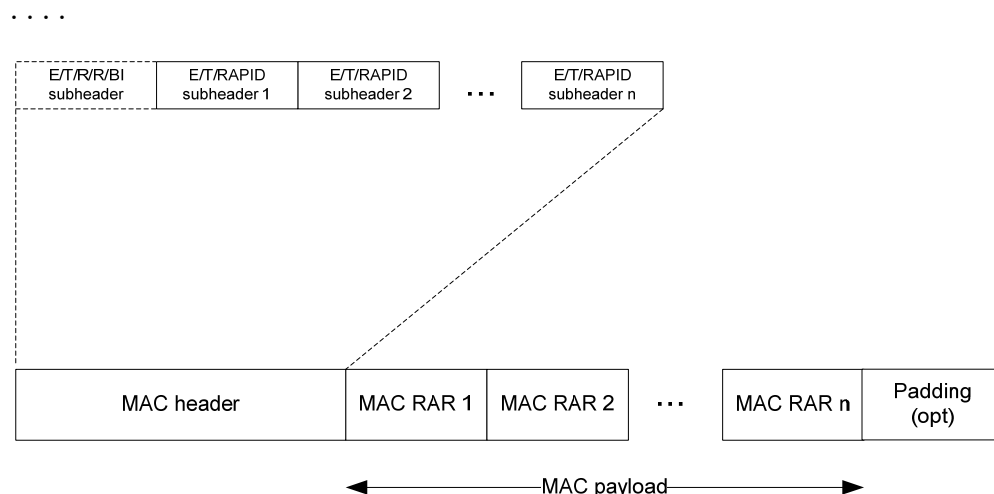 . . . .
E/T/R/R/BI subheader
E/T/RAPID subheader 1
E/T/RAPID subheader 2
...
E/T/RAPID subheader n
MAC header
MAC RAR 1
MAC RAR 2
...
MAC RAR n
Padding (opt)
MAC payload